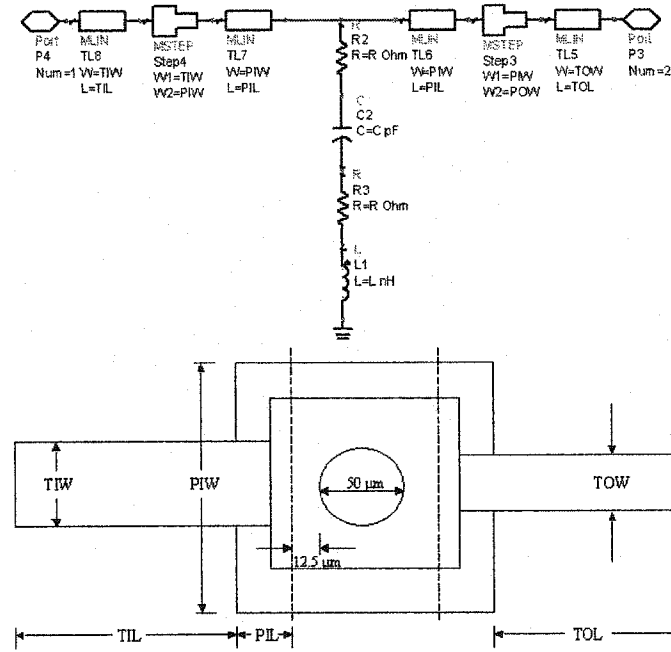 Port
P4
Num=1
MLIN
TL8
W=TIW
L=TIL
MSTEP
Step4
W1=TIW
W2=PIW
MLIN
TL7
W=PIW
L=PIL
R
R2
R=R Ohm
MLIN
TL6
W=PIW
L=PIL
MSTEP
Step3
W1=PIW
W2=POW
MLIN
TL5
W=TOW
L=TOL
Port
P3
Num=2
C
C2
C=C pF
R
R3
R=R Ohm
L
L1
L=L nH
TIW
PIW
50 μm
TOW
12.5 μm
TIL
PIL
TOL